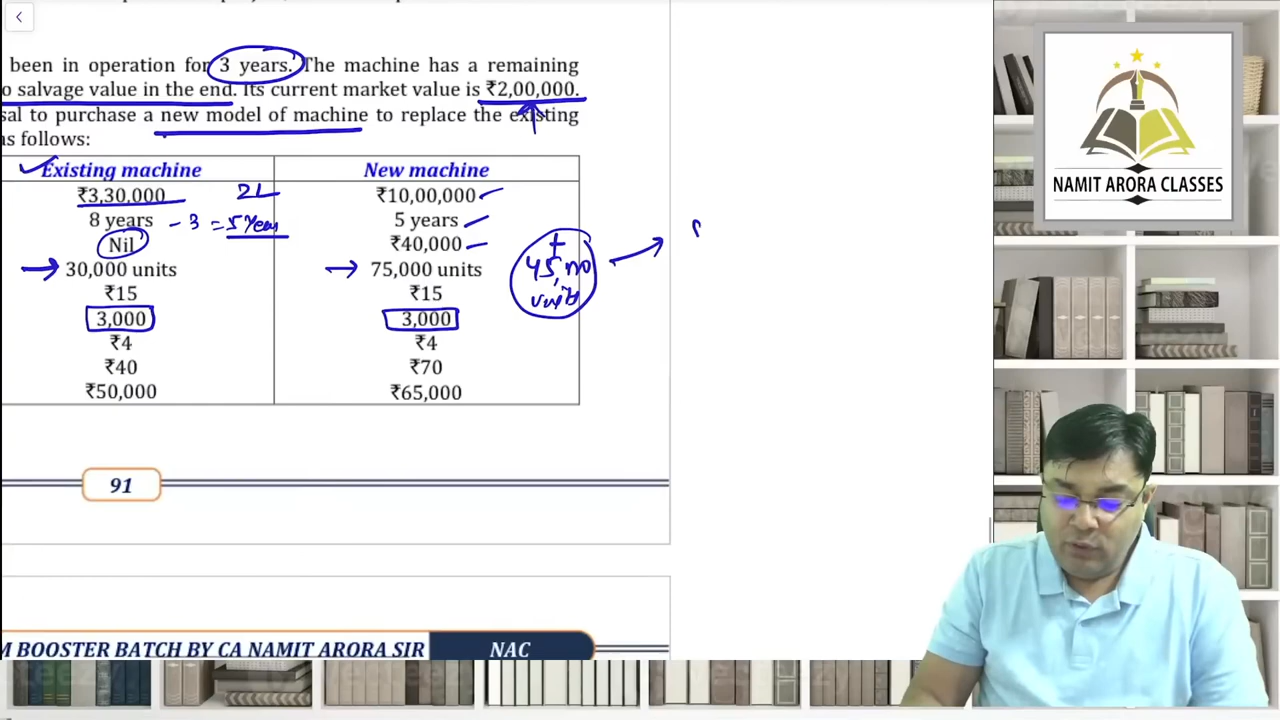 been in operation for 3 years. The machine has a remaining
o salvage value in the end. Its current market value is ₹2,00,000.
sal to purchase a new model of machine to replace the existing
ns follows:
Existing machine New machine
₹3,30,000 2L ₹10,00,000
8 years - 3 = 5 Years 5 years
Nil ₹40,000
+
30,000 units 75,000 units 45,000
units
₹15 ₹15
3,000 3,000
₹4 ₹4
₹40 ₹70
₹50,000 ₹65,000
91
M BOOSTER BATCH BY CA NAMIT ARORA SIR NAC
NAMIT ARORA CLASSES